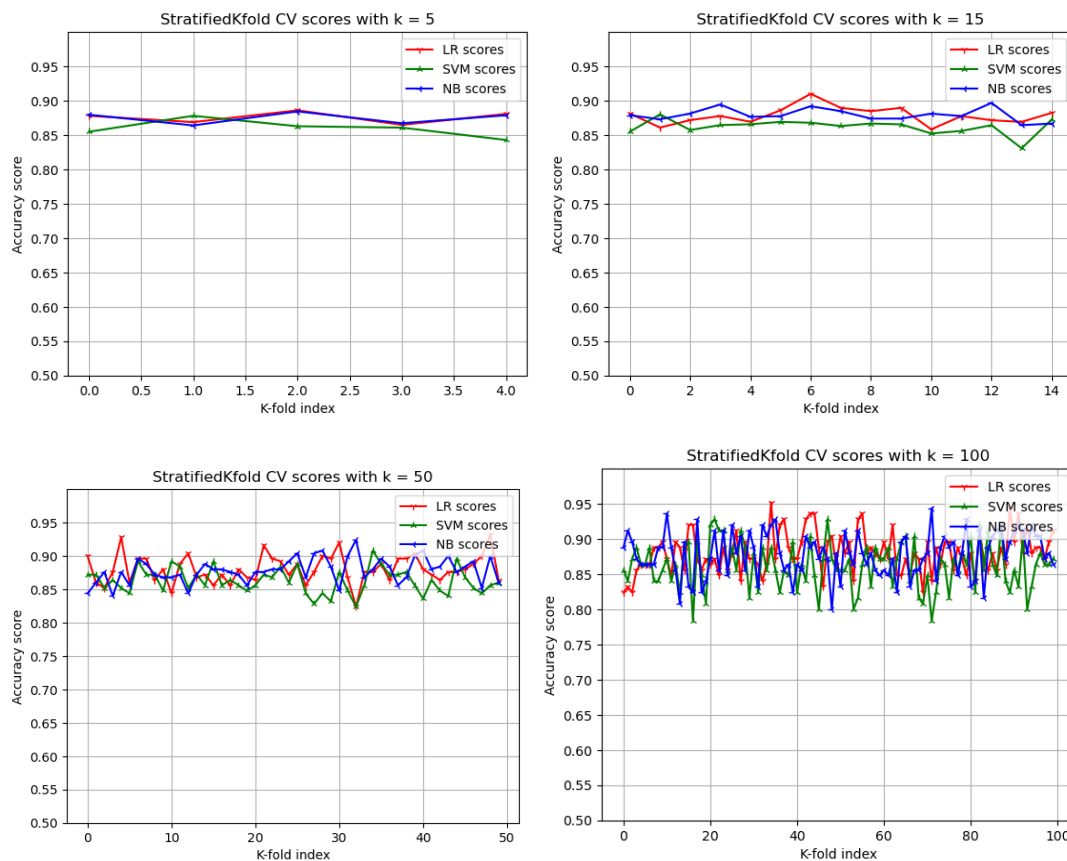 StratifiedKfold CV scores with k = 5
LR scores
SVM scores
NB scores
Accuracy score
0.95
0.90
0.85
0.80
0.75
0.70
0.65
0.60
0.55
0.50
0.0 0.5 1.0 1.5 2.0 2.5 3.0 3.5 4.0
K-fold index
StratifiedKfold CV scores with k = 15
LR scores
SVM scores
NB scores
Accuracy score
0.95
0.90
0.85
0.80
0.75
0.70
0.65
0.60
0.55
0.50
0 2 4 6 8 10 12 14
K-fold index
StratifiedKfold CV scores with k = 50
LR scores
SVM scores
NB scores
Accuracy score
0.95
0.90
0.85
0.80
0.75
0.70
0.65
0.60
0.55
0.50
0 10 20 30 40 50
K-fold index
StratifiedKfold CV scores with k = 100
LR scores
SVM scores
NB scores
Accuracy score
0.95
0.90
0.85
0.80
0.75
0.70
0.65
0.60
0.55
0.50
0 20 40 60 80 100
K-fold index